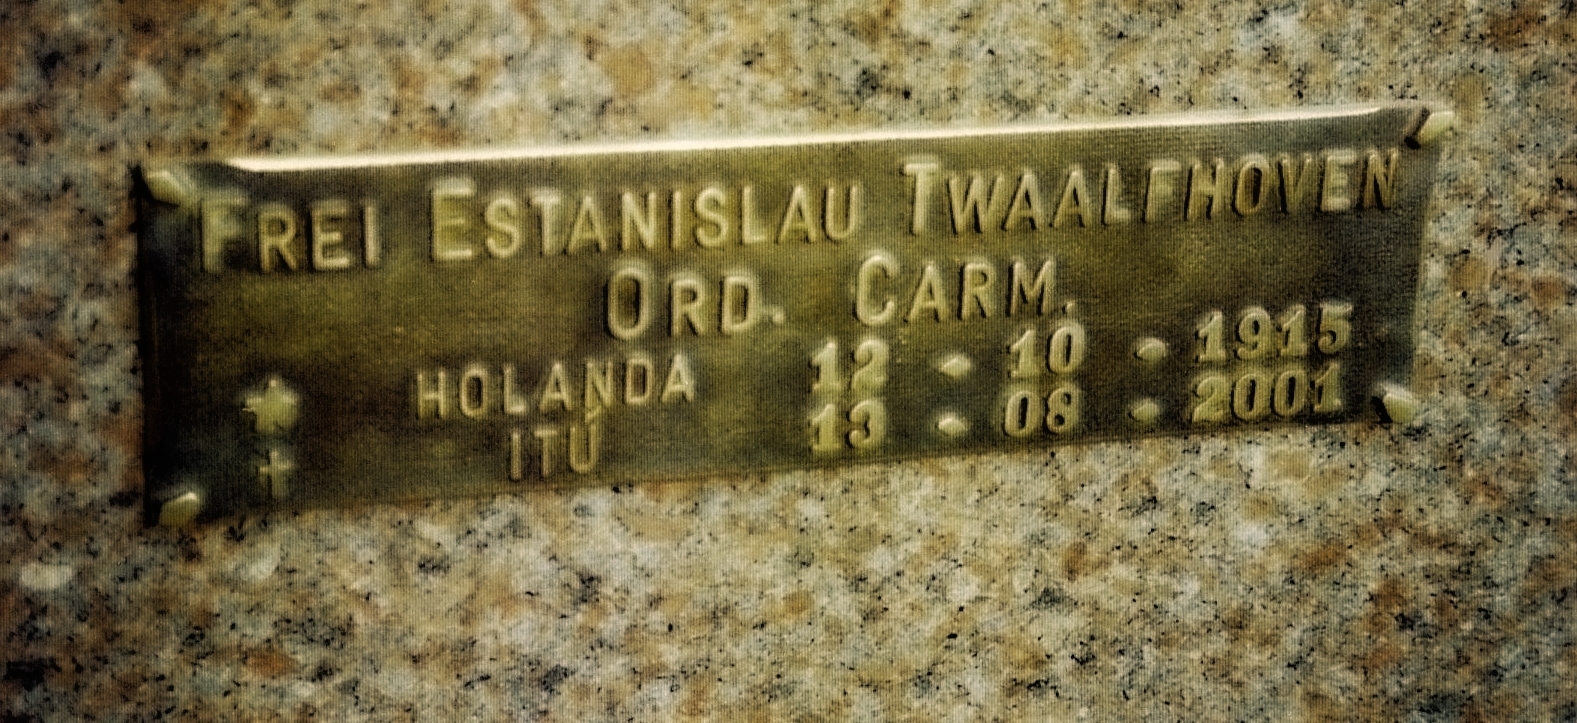 FREI ESTANISLAU TWAALFHOVEN
ORD. CARM.
★ HOLANDA 12 - 10 - 1915
✝ ITÚ 13 - 08 - 2001